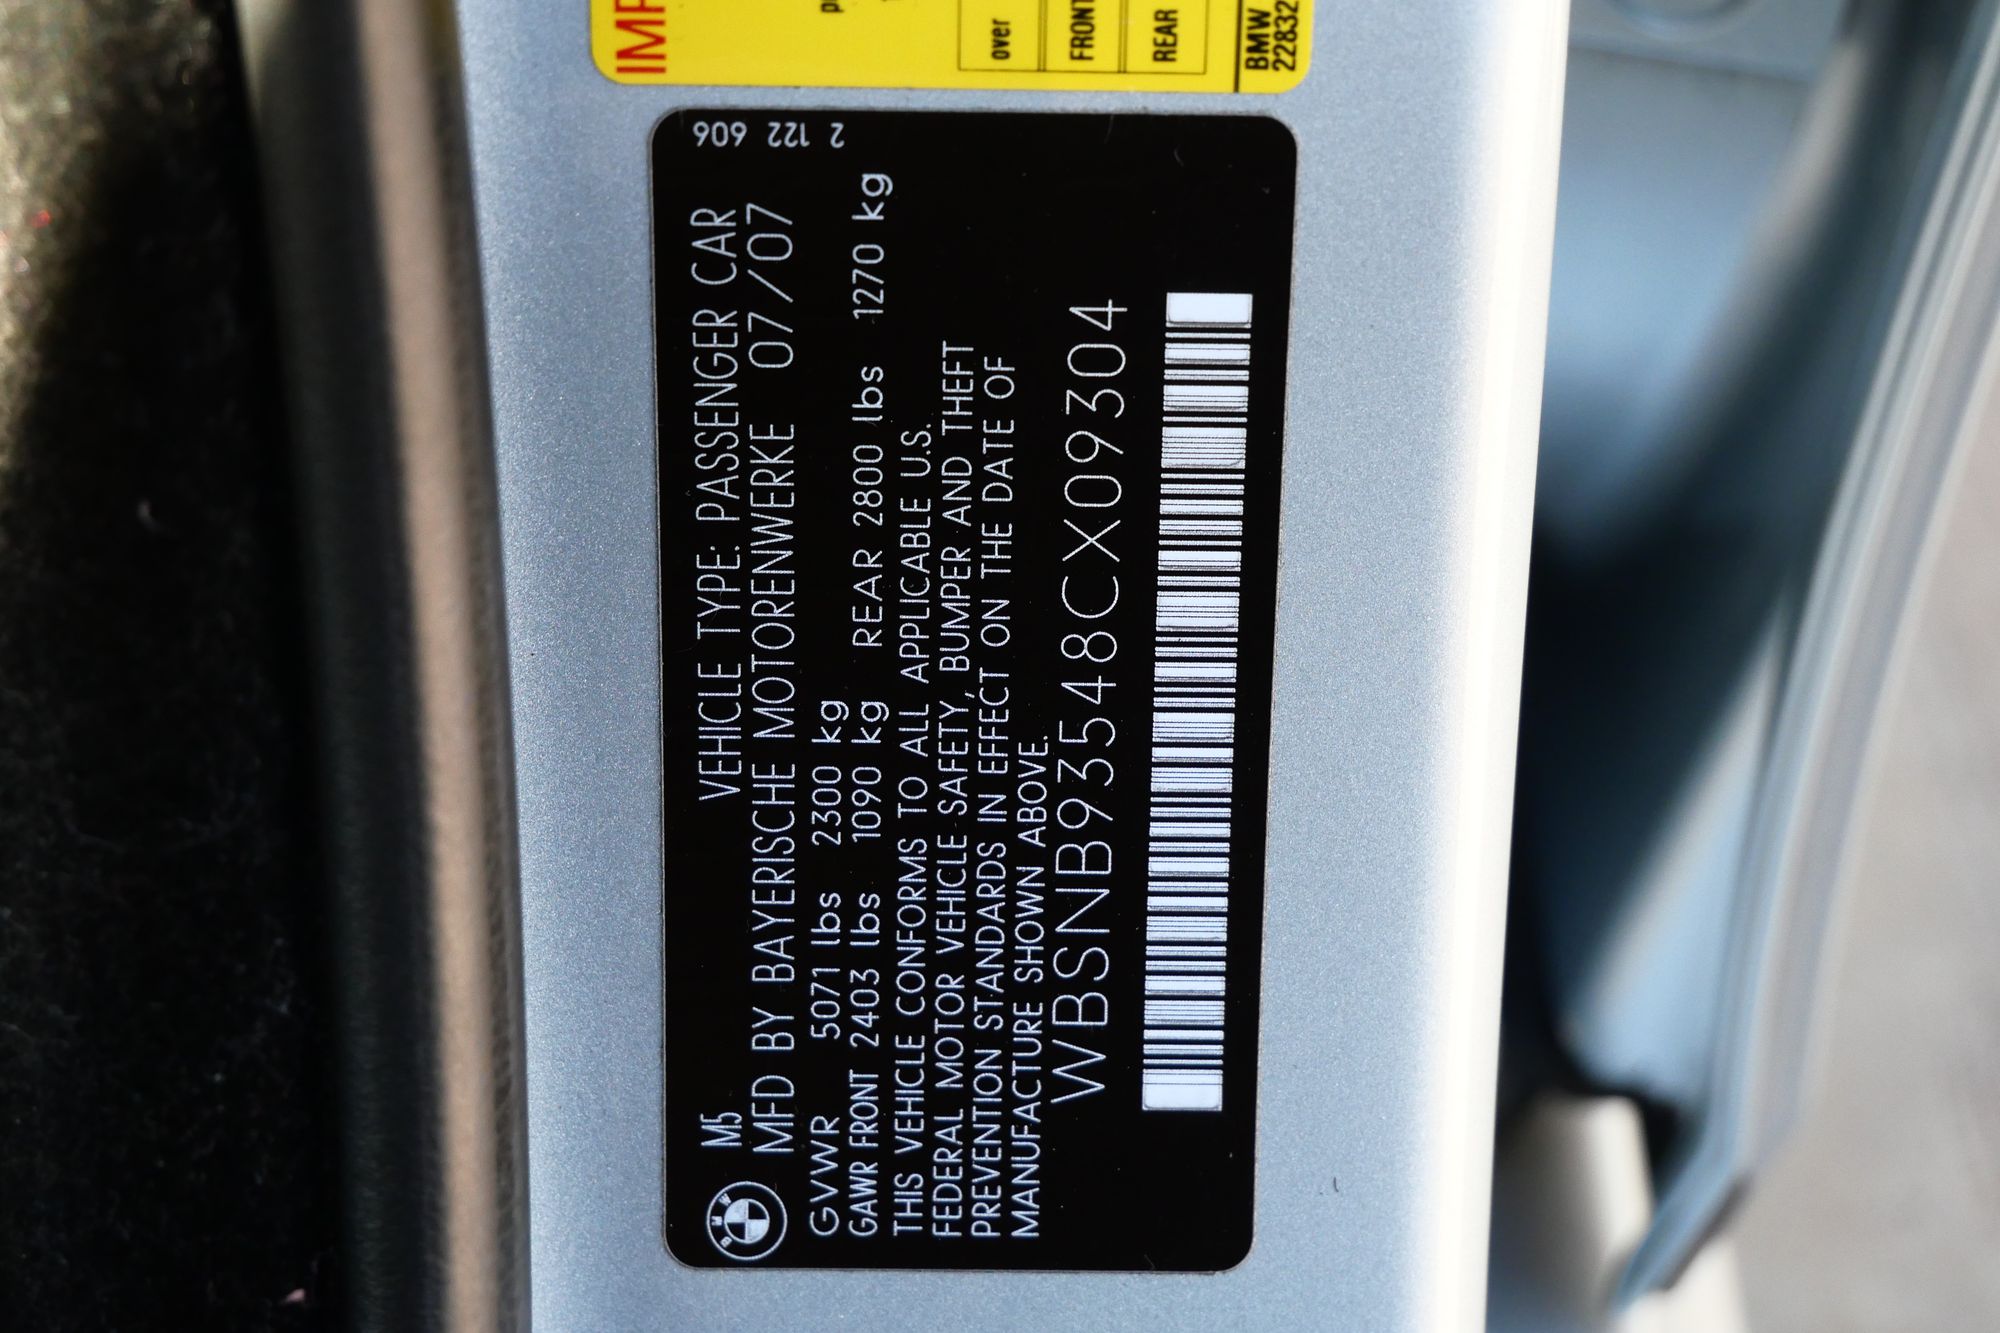 M5 VEHICLE TYPE: PASSENGER CAR
MFD BY BAYERISCHE MOTORENWERKE 07/07
GVWR 5071 lbs 2300 kg
GAWR FRONT 2403 lbs 1090 kg REAR 2800 lbs 1270 kg
THIS VEHICLE CONFORMS TO ALL APPLICABLE U.S.
FEDERAL MOTOR VEHICLE SAFETY, BUMPER AND THEFT
PREVENTION STANDARDS IN EFFECT ON THE DATE OF
MANUFACTURE SHOWN ABOVE.
WBSNB93548CX09304
2 122 606
BMW
over
FRONT
REAR
BMW
22832